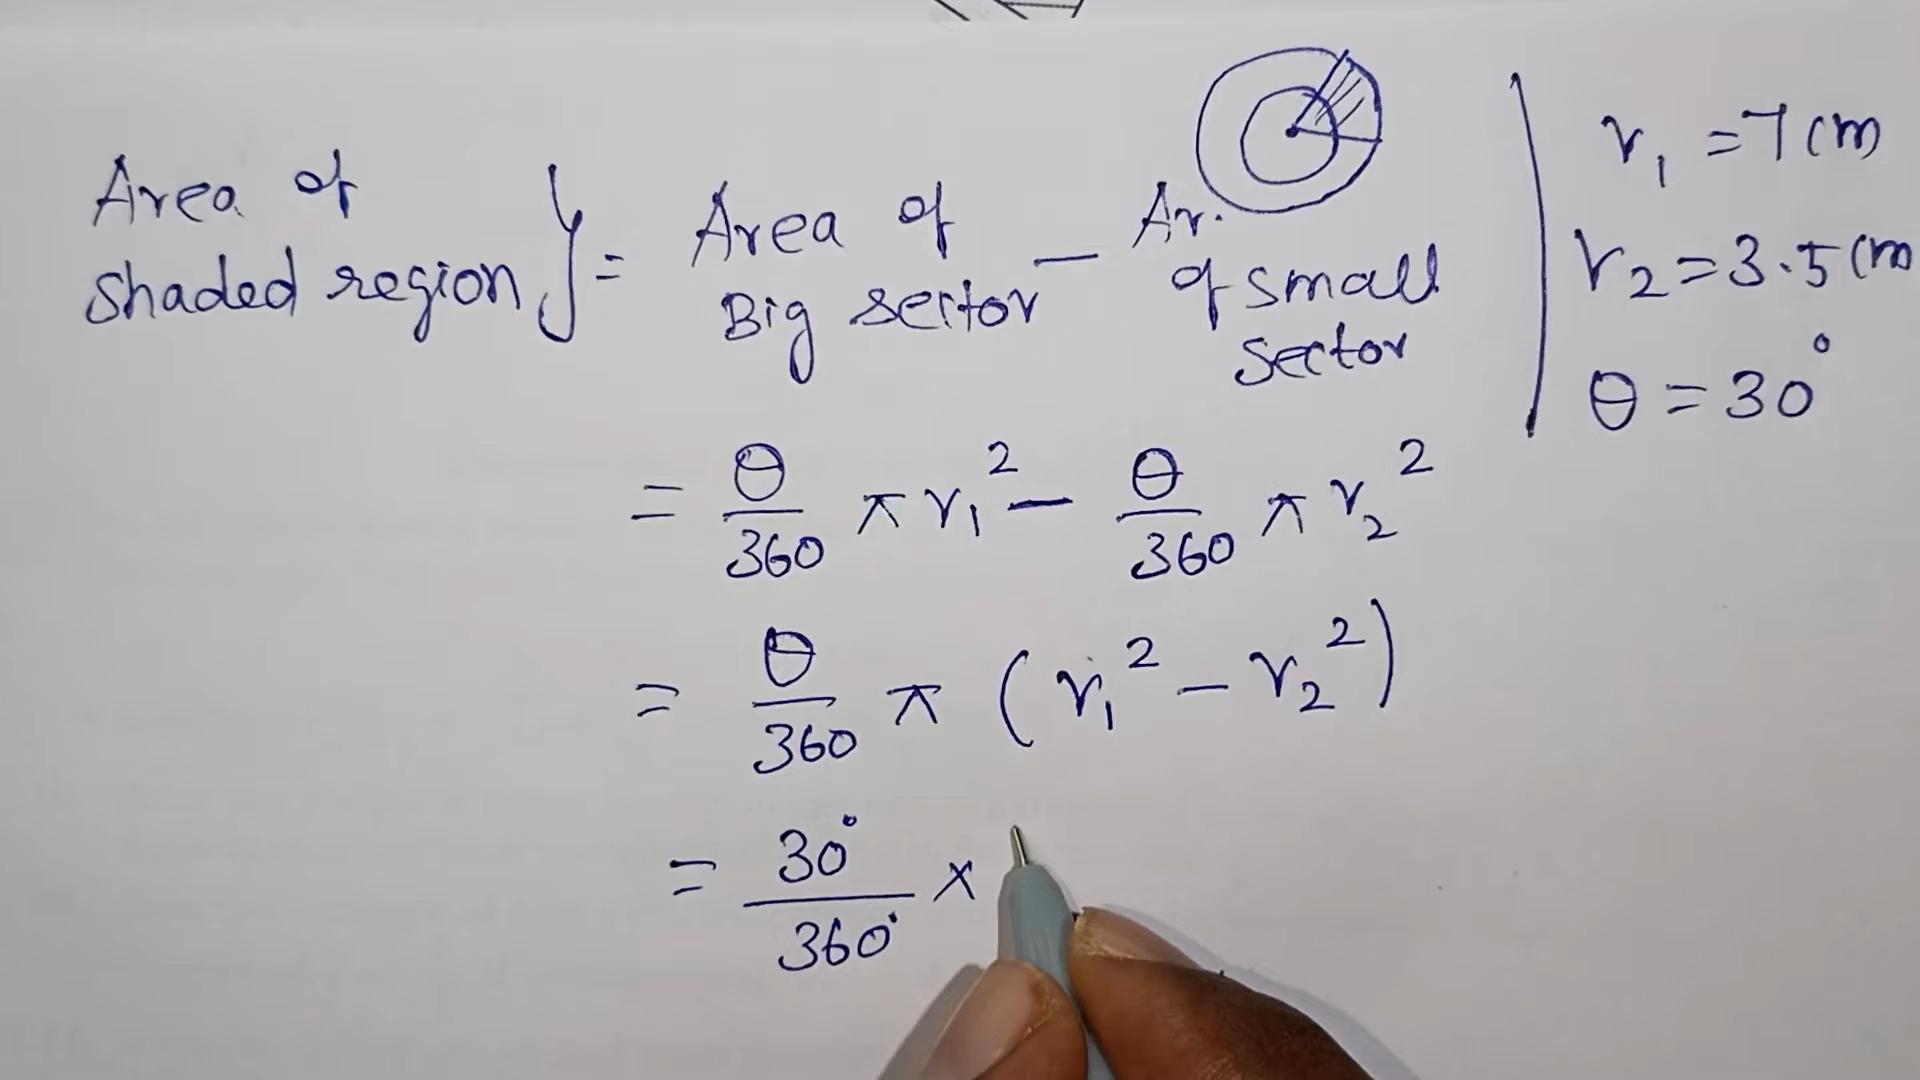 Area of
shaded region } = Area of Big sector - Ar. of small sector
r₁ = 7 cm
r₂ = 3.5 cm
θ = 30°
= θ/360 π r₁² - θ/360 π r₂²
= θ/360 π (r₁² - r₂²)
= 30°/360° ×